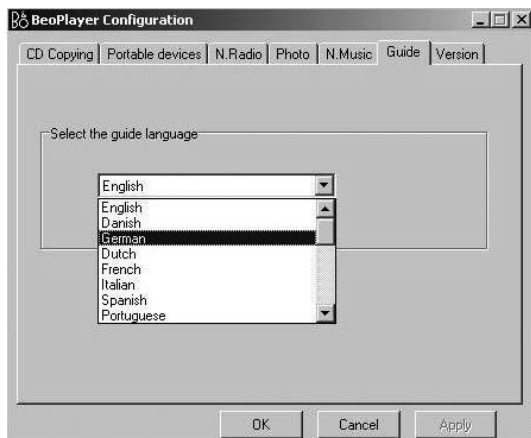 BeoPlayer Configuration
CD Copying Portable devices N.Radio Photo N.Music Guide Version
Select the guide language
English
English
Danish
German
Dutch
French
Italian
Spanish
Portuguese
OK Cancel Apply